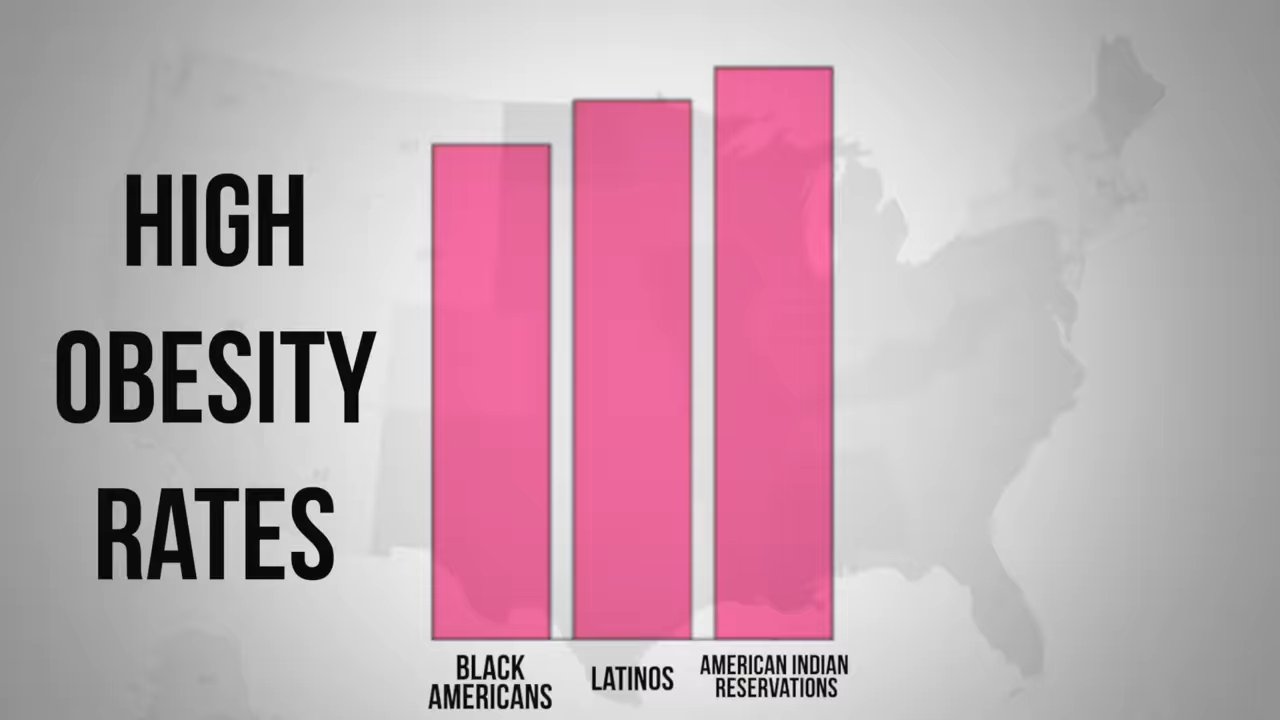 HIGH
OBESITY
RATES
BLACK
AMERICANS
LATINOS
AMERICAN INDIAN
RESERVATIONS